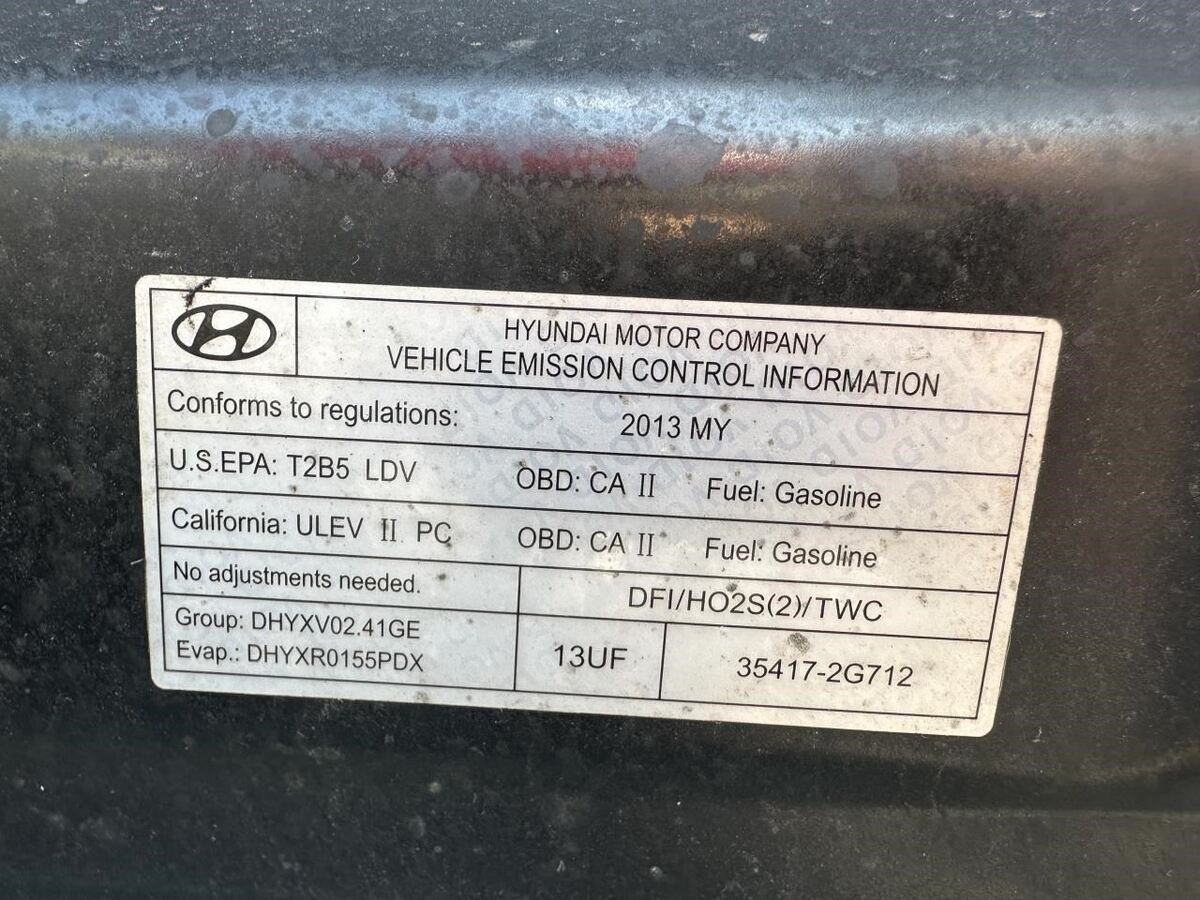 HYUNDAI MOTOR COMPANY
VEHICLE EMISSION CONTROL INFORMATION
Conforms to regulations: 2013 MY
U.S.EPA: T2B5 LDV OBD: CA II Fuel: Gasoline
California: ULEV II PC OBD: CA II Fuel: Gasoline
No adjustments needed. DFI/HO2S(2)/TWC
Group: DHYXV02.41GE
Evap.: DHYXR0155PDX
13UF
35417-2G712